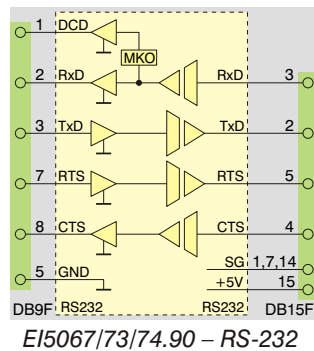 1 DCD
MKO
2 RxD RxD 3
3 TxD TxD 2
7 RTS RTS 5
8 CTS CTS 4
SG 1,7,14
5 GND
+5V 15
DB9F RS232 RS232 DB15F
EI5067/73/74.90 – RS-232